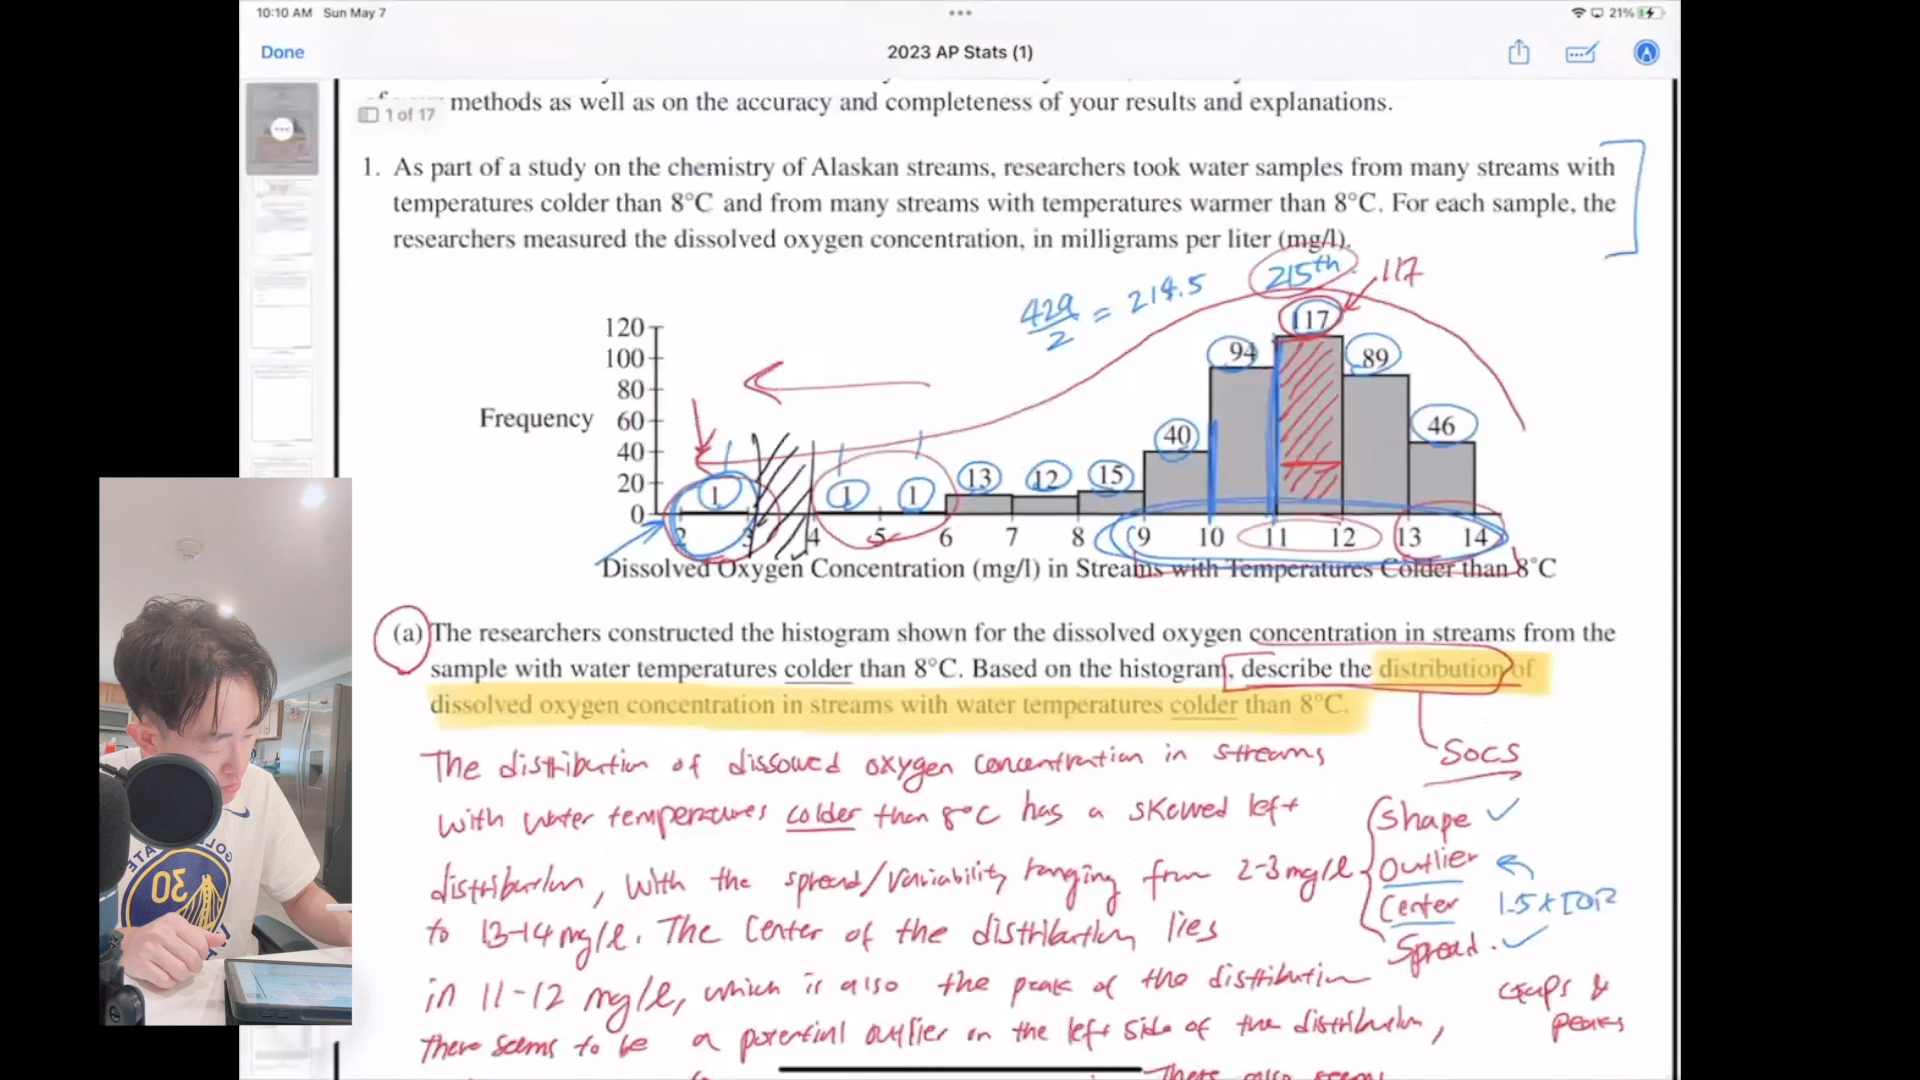 10:10 AM Sun May 7
21%
Done
2023 AP Stats (1)
1 of 17
methods as well as on the accuracy and completeness of your results and explanations.
1. As part of a study on the chemistry of Alaskan streams, researchers took water samples from many streams with
temperatures colder than 8°C and from many streams with temperatures warmer than 8°C. For each sample, the
researchers measured the dissolved oxygen concentration, in milligrams per liter (mg/l).
429/2 = 214.5
215th
117
120
100
80
60
40
20
0
Frequency
1 1 1 13 12 15 40 94 117 89 46
2 3 4 5 6 7 8 9 10 11 12 13 14
Dissolved Oxygen Concentration (mg/l) in Streams with Temperatures Colder than 8°C
(a) The researchers constructed the histogram shown for the dissolved oxygen concentration in streams from the
sample with water temperatures colder than 8°C. Based on the histogram, describe the distribution of
dissolved oxygen concentration in streams with water temperatures colder than 8°C.
The distribution of dissolved oxygen concentration in streams
with water temperatures colder than 8°C has a skewed left
distribution, with the spread/variability ranging from 2-3 mg/l
to 13-14 mg/l. The center of the distribution lies
in 11-12 mg/l, which is also the peak of the distribution
there seems to be a potential outlier on the left side of the distribution,
There also seems
SOCS
Shape
Outlier
Center
Spread.
1.5 x IQR
Gaps &
peaks
30